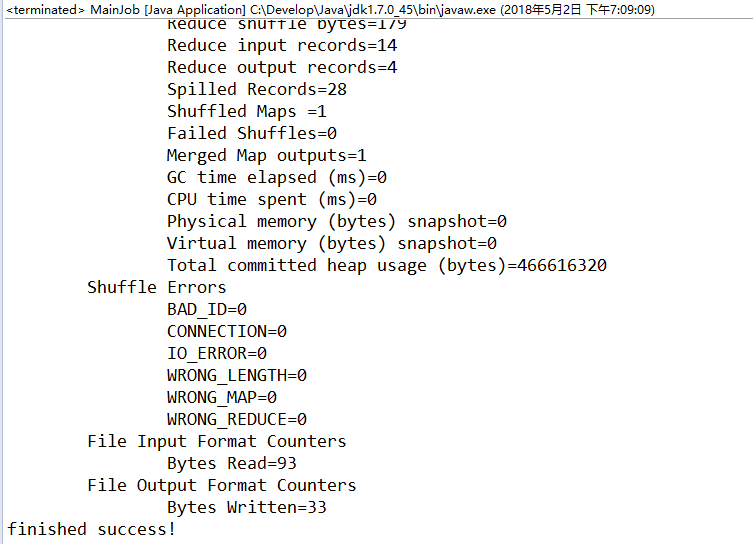 <terminated> MainJob [Java Application] C:\Develop\Java\jdk1.7.0_45\bin\javaw.exe (2018年5月2日 下午7:09:09)
Reduce shuffle bytes=179
Reduce input records=14
Reduce output records=4
Spilled Records=28
Shuffled Maps =1
Failed Shuffles=0
Merged Map outputs=1
GC time elapsed (ms)=0
CPU time spent (ms)=0
Physical memory (bytes) snapshot=0
Virtual memory (bytes) snapshot=0
Total committed heap usage (bytes)=466616320
Shuffle Errors
BAD_ID=0
CONNECTION=0
IO_ERROR=0
WRONG_LENGTH=0
WRONG_MAP=0
WRONG_REDUCE=0
File Input Format Counters
Bytes Read=93
File Output Format Counters
Bytes Written=33
finished success!